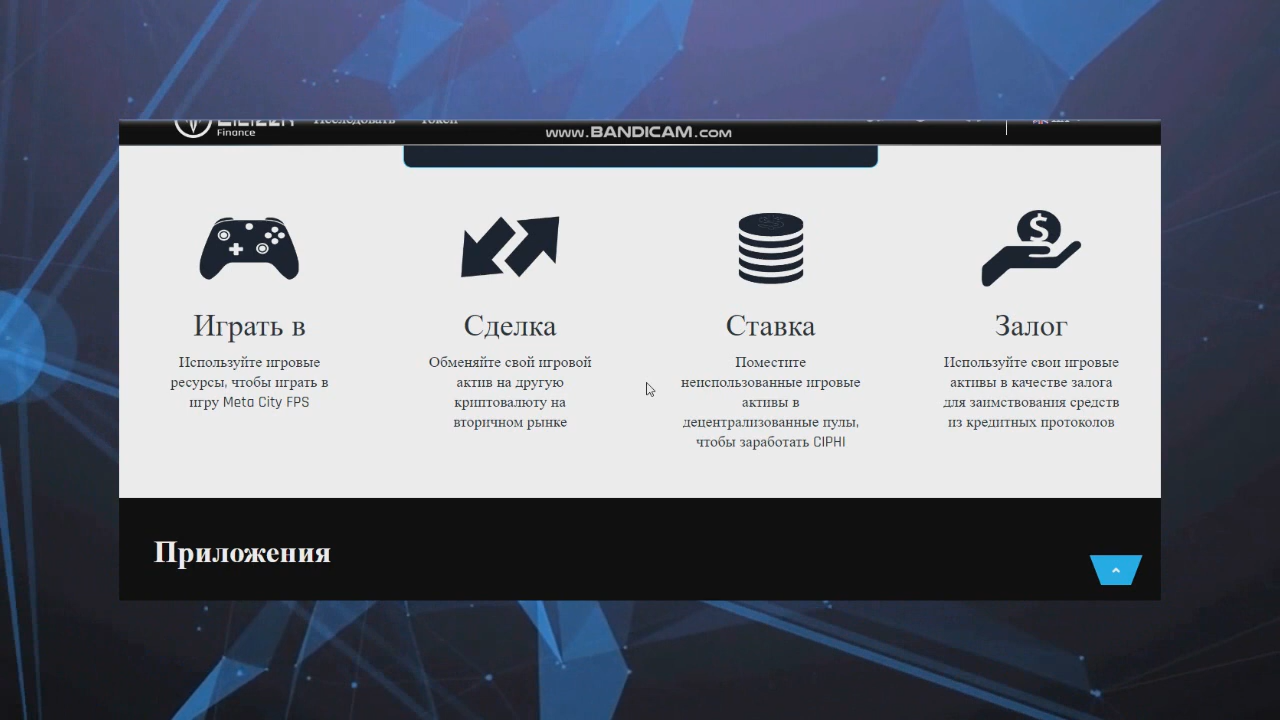 Finance
www.BANDICAM.com
Играть в
Используйте игровые
ресурсы, чтобы играть в
игру Meta City FPS
Сделка
Обменяйте свой игровой
актив на другую
криптовалюту на
вторичном рынке
Ставка
Поместите
неиспользованные игровые
активы в
децентрализованные пулы,
чтобы заработать CIPHI
Залог
Используйте свои игровые
активы в качестве залога
для заимствования средств
из кредитных протоколов
Приложения